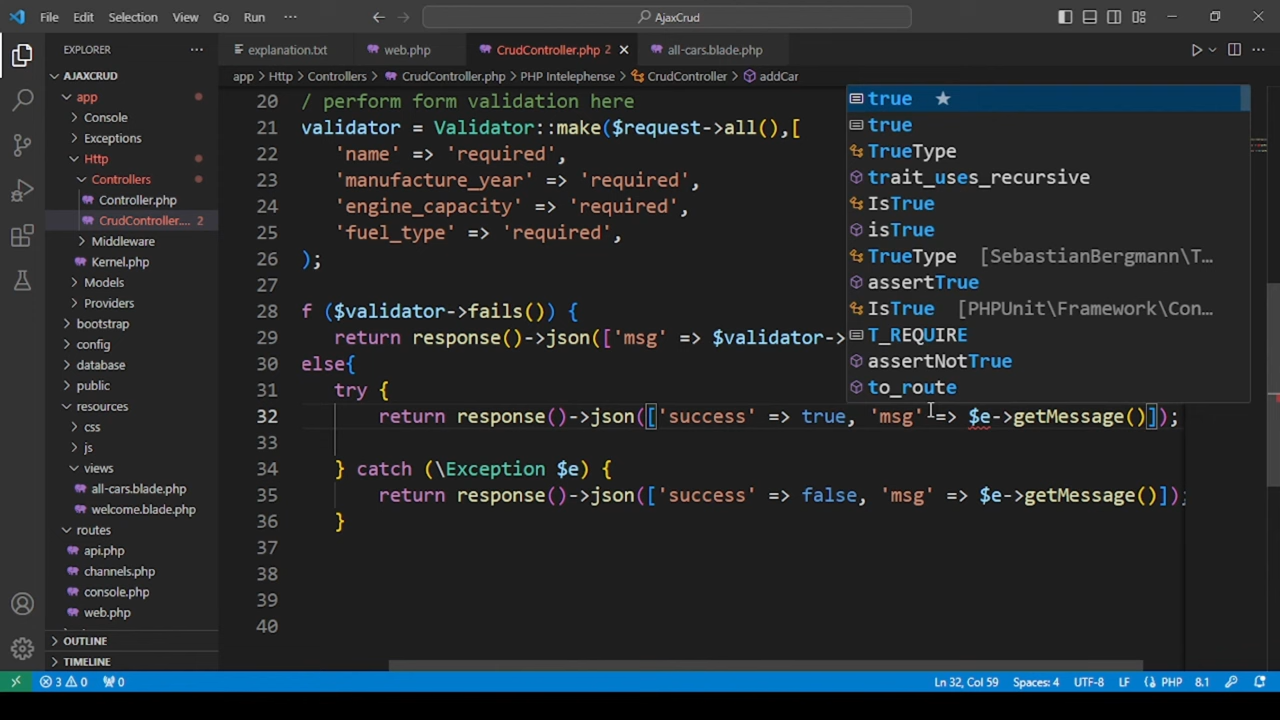 File Edit Selection View Go Run ··· AjaxCrud
EXPLORER ···
explanation.txt web.php CrudController.php 2 all-cars.blade.php
AJAXCRUD
app > Http > Controllers > CrudController.php > PHP Intelephense > CrudController > addCar
app
Console
Exceptions
Http
Controllers
Controller.php
CrudController.... 2
Middleware
Kernel.php
Models
Providers
bootstrap
config
database
public
resources
css
js
views
all-cars.blade.php
welcome.blade.php
routes
api.php
channels.php
console.php
web.php
OUTLINE
TIMELINE
20 / perform form validation here
21 validator = Validator::make($request->all(),[
22 'name' => 'required',
23 'manufacture_year' => 'required',
24 'engine_capacity' => 'required',
25 'fuel_type' => 'required',
26 );
27
28 f ($validator->fails()) {
29 return response()->json(['msg' => $validator->
30 else{
31 try {
32 return response()->json(['success' => true, 'msg' => $e->getMessage()]);
33
34 } catch (\Exception $e) {
35 return response()->json(['success' => false, 'msg' => $e->getMessage()]);
36 }
37
38
39
40
true ★
true
TrueType
trait_uses_recursive
IsTrue
isTrue
TrueType [SebastianBergmann\T...
assertTrue
IsTrue [PHPUnit\Framework\Con...
T_REQUIRE
assertNotTrue
to_route
3 0 0 Ln 32, Col 59 Spaces: 4 UTF-8 LF PHP 8.1